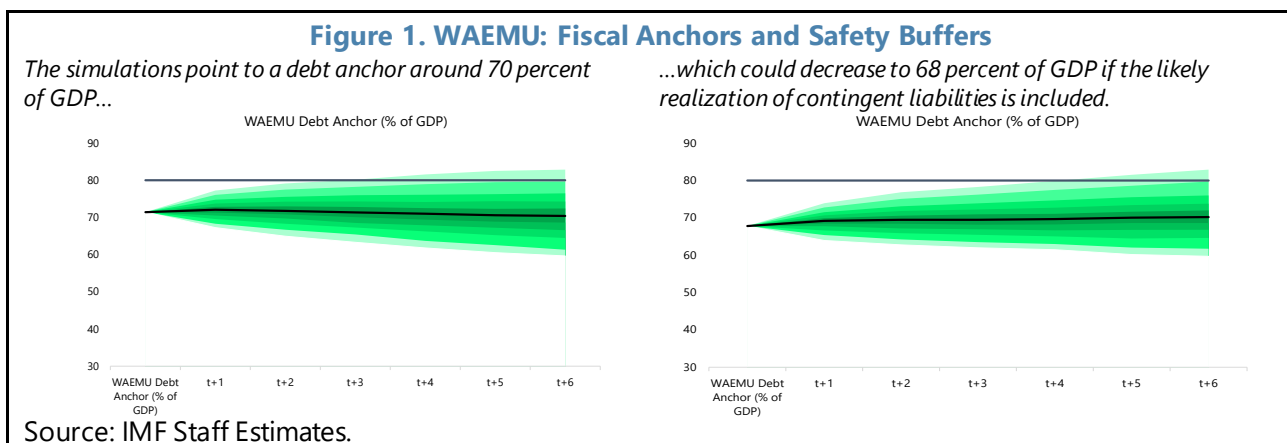 Figure 1. WAEMU: Fiscal Anchors and Safety Buffers
The simulations point to a debt anchor around 70 percent
of GDP...
WAEMU Debt Anchor (% of GDP)
90
80
70
60
50
40
30
WAEMU Debt
Anchor (% of
GDP)
t+1
t+2
t+3
t+4
t+5
t+6
...which could decrease to 68 percent of GDP if the likely
realization of contingent liabilities is included.
WAEMU Debt Anchor (% of GDP)
90
80
70
60
50
40
30
WAEMU Debt
Anchor (% of
GDP)
t+1
t+2
t+3
t+4
t+5
t+6
Source: IMF Staff Estimates.